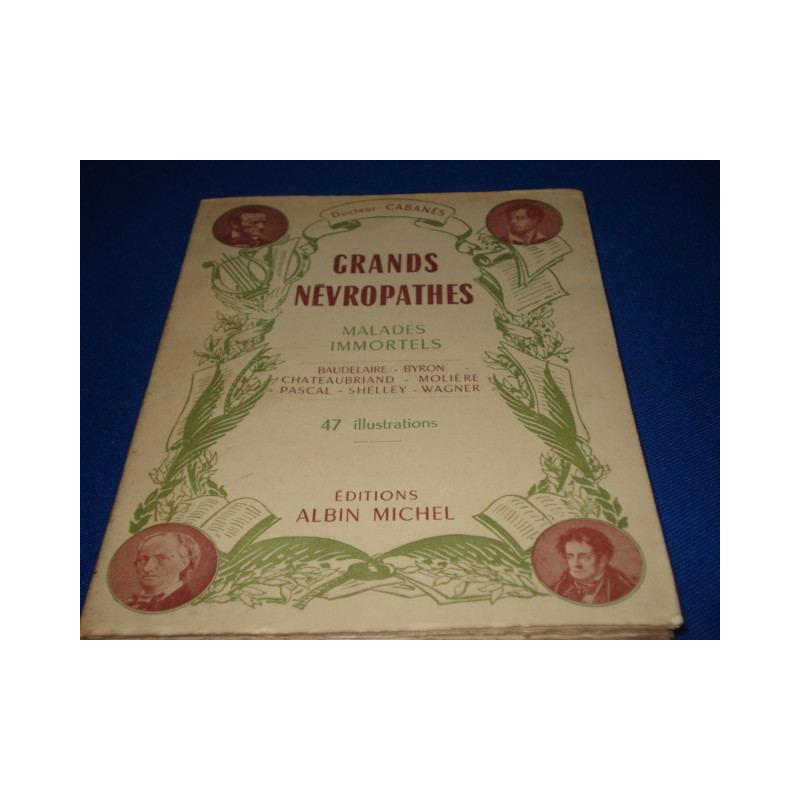 Docteur CABANÈS
GRANDS
NÉVROPATHES
MALADES
IMMORTELS
BAUDELAIRE - BYRON -
CHATEAUBRIAND - MOLIÈRE
- PASCAL - SHELLEY - WAGNER
47 illustrations
ÉDITIONS
ALBIN MICHEL